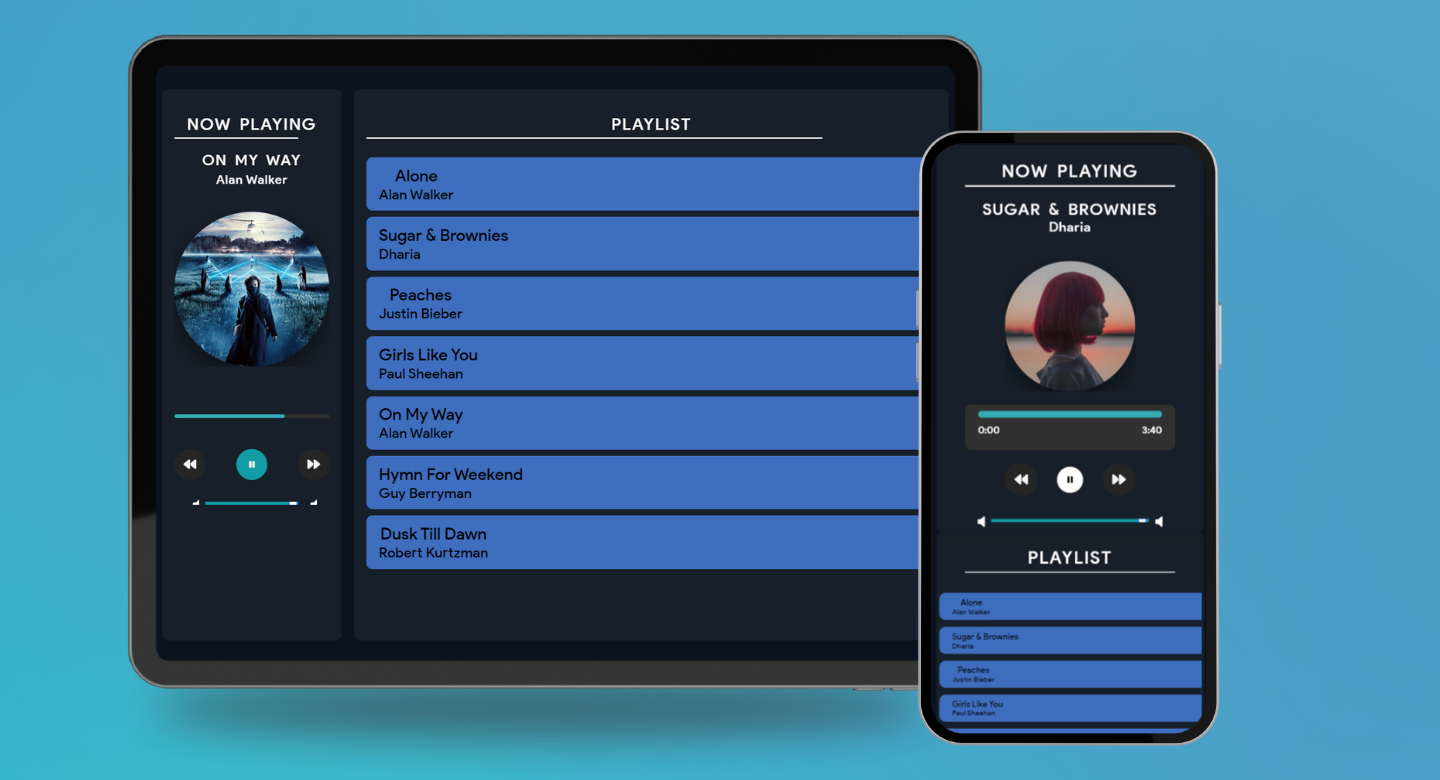 NOW PLAYING
ON MY WAY
Alan Walker
PLAYLIST
Alone
Alan Walker
Sugar & Brownies
Dharia
Peaches
Justin Bieber
Girls Like You
Paul Sheehan
On My Way
Alan Walker
Hymn For Weekend
Guy Berryman
Dusk Till Dawn
Robert Kurtzman
NOW PLAYING
SUGAR & BROWNIES
Dharia
0:00 3:40
PLAYLIST
Alone
Alan Walker
Sugar & Brownies
Dharia
Peaches
Justin Bieber
Girls Like You
Paul Sheehan